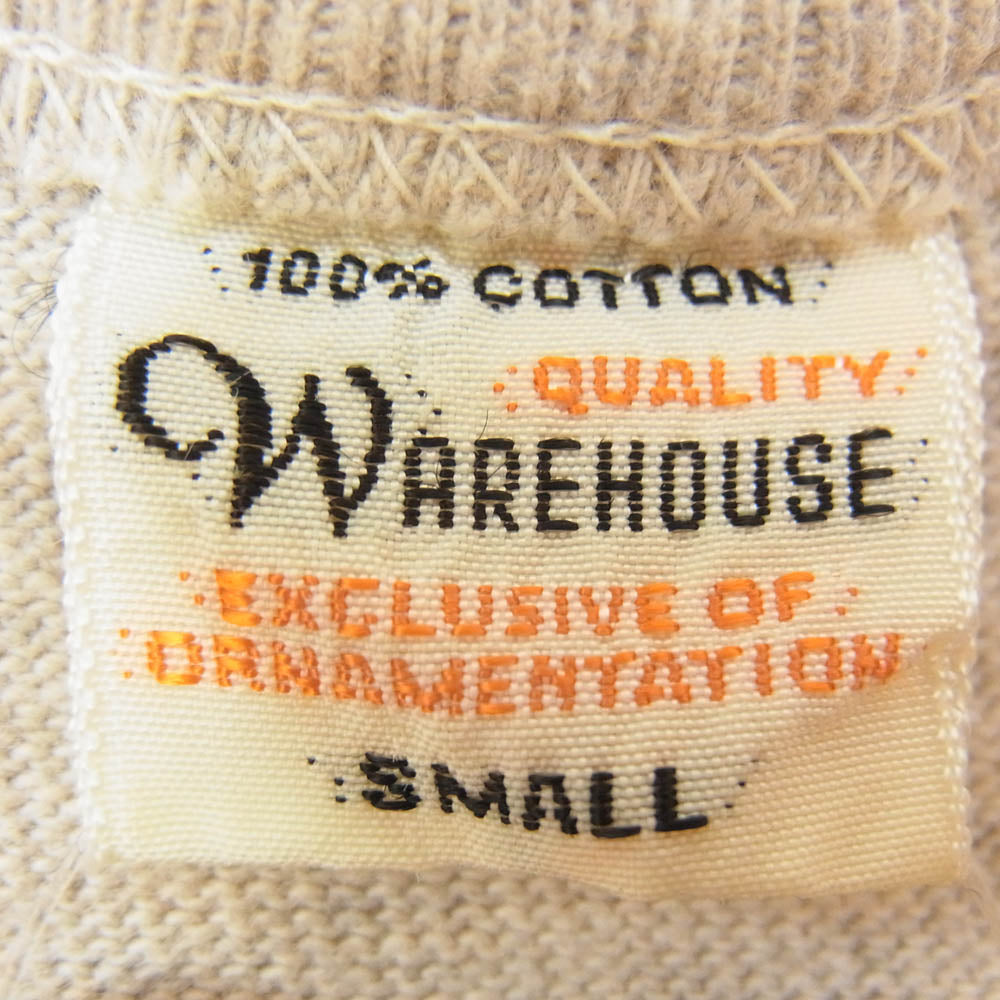 100% COTTON
QUALITY
WAREHOUSE
EXCLUSIVE OF
ORNAMENTATION
SMALL